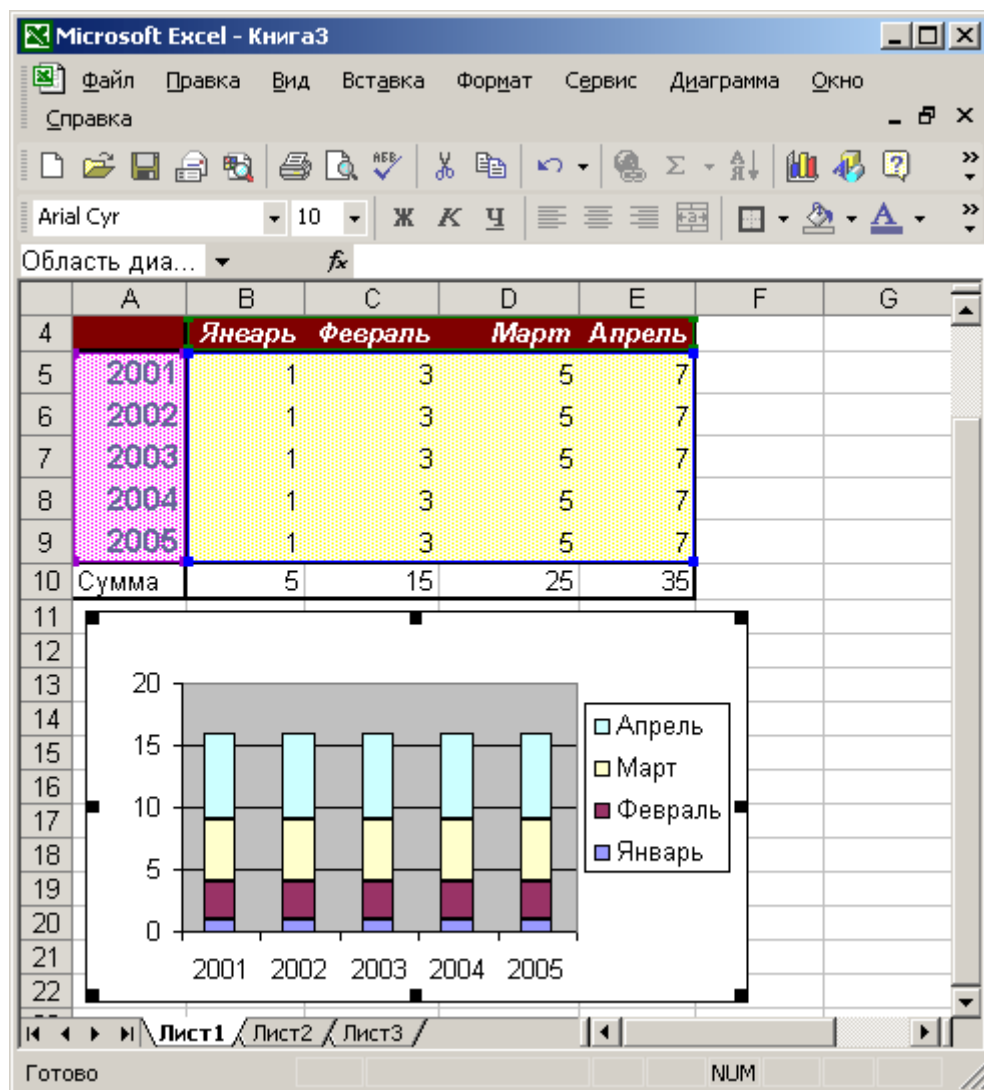 Microsoft Excel - Книга3
Файл Правка Вид Вставка Формат Сервис Диаграмма Окно
Справка
Arial Cyr 10 Ж К Ч
Область диа... fx
A B C D E F G
4 Январь Февраль Март Апрель
5 2001 1 3 5 7
6 2002 1 3 5 7
7 2003 1 3 5 7
8 2004 1 3 5 7
9 2005 1 3 5 7
10 Сумма 5 15 25 35
11
12
13
14
15
16
17
18
19
20
21
22
20
15
10
5
0
2001 2002 2003 2004 2005
Апрель
Март
Февраль
Январь
Лист1 Лист2 Лист3
Готово NUM